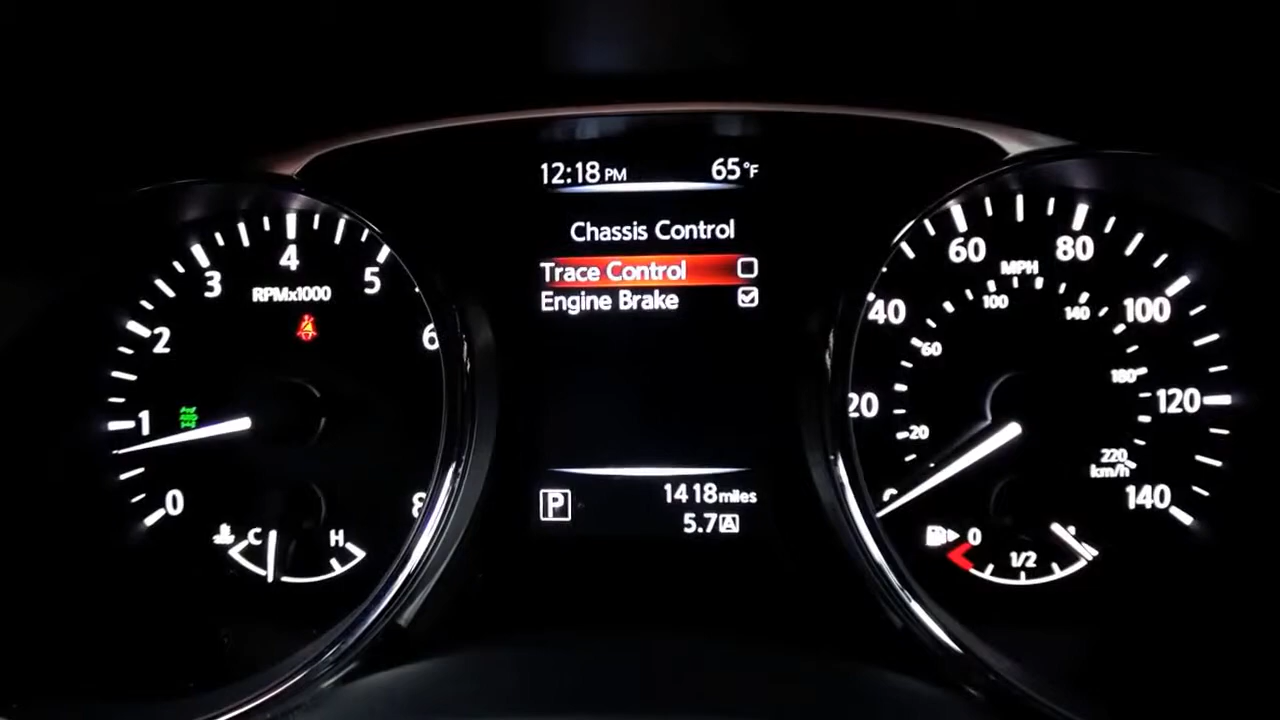 12:18 PM 65°F
Chassis Control
Trace Control
Engine Brake
P 1418 miles
5.7 A
0
1
2
3
4
5
6
8
RPMx1000
C H
0
20
40
60
80
100
120
140
MPH
20
60
100
140
180
220
km/h
0 1/2